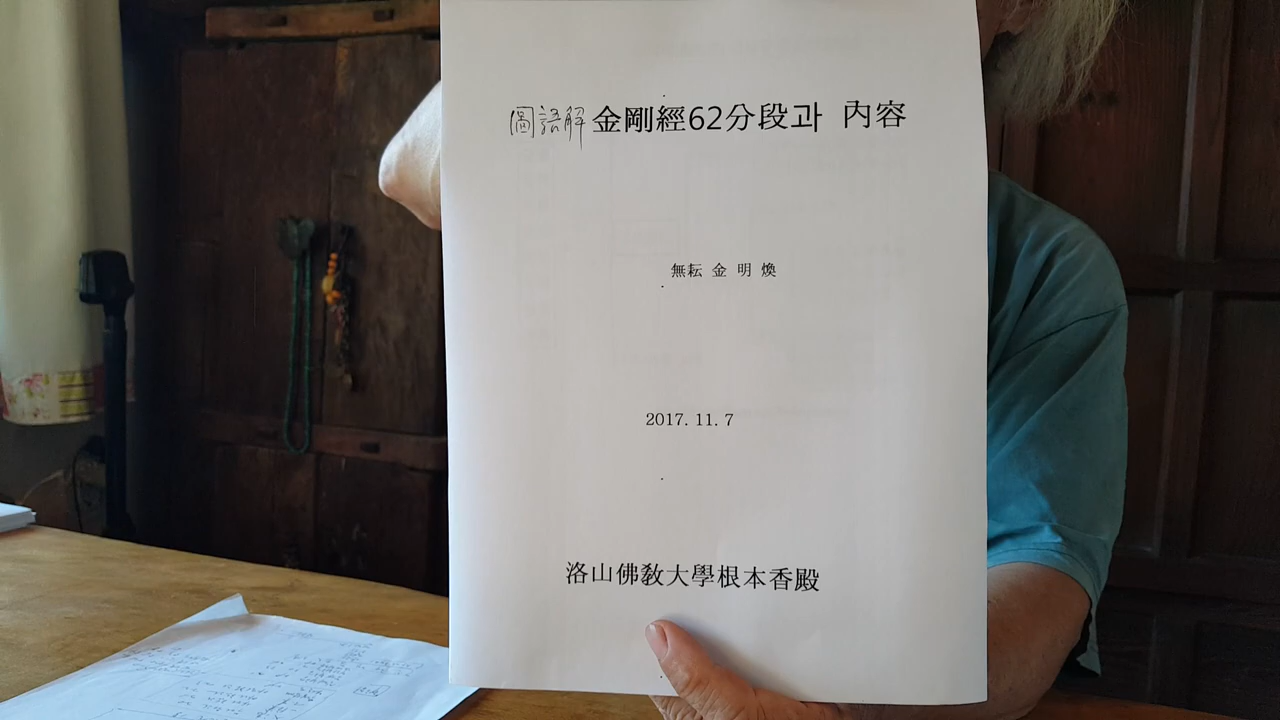 圖語解 金剛經62分段과 內容
無耘 金 明 煥
2017. 11. 7
洛山佛敎大學根本香殿